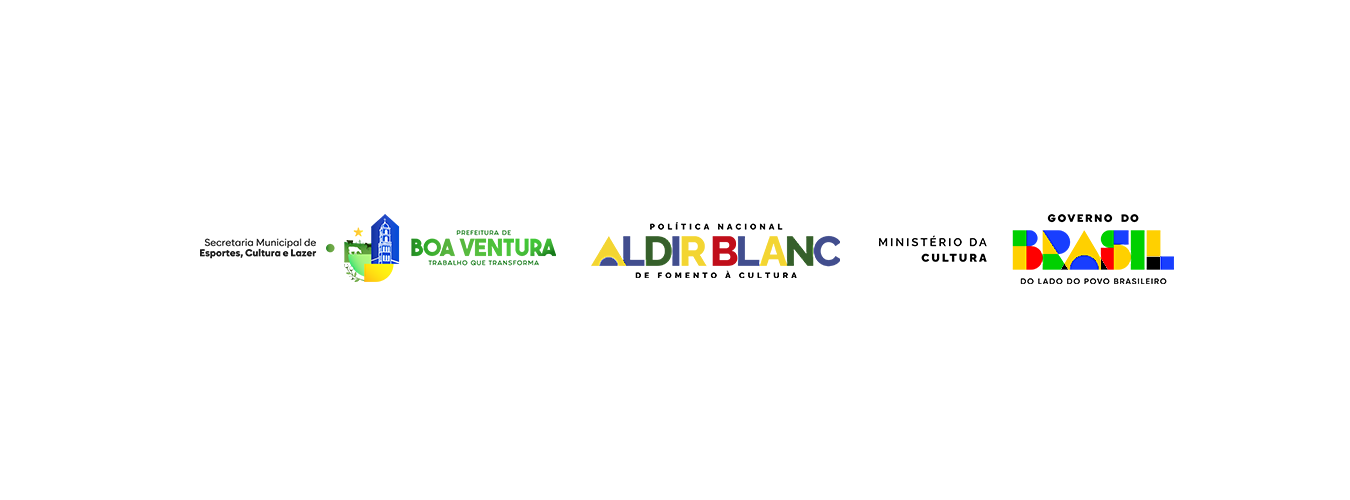 Secretaria Municipal de
Esportes, Cultura e Lazer
PREFEITURA DE
BOA VENTURA
TRABALHO QUE TRANSFORMA
POLÍTICA NACIONAL
ALDIR BLANC
DE FOMENTO À CULTURA
MINISTÉRIO DA
CULTURA
GOVERNO DO
BRASIL
DO LADO DO POVO BRASILEIRO